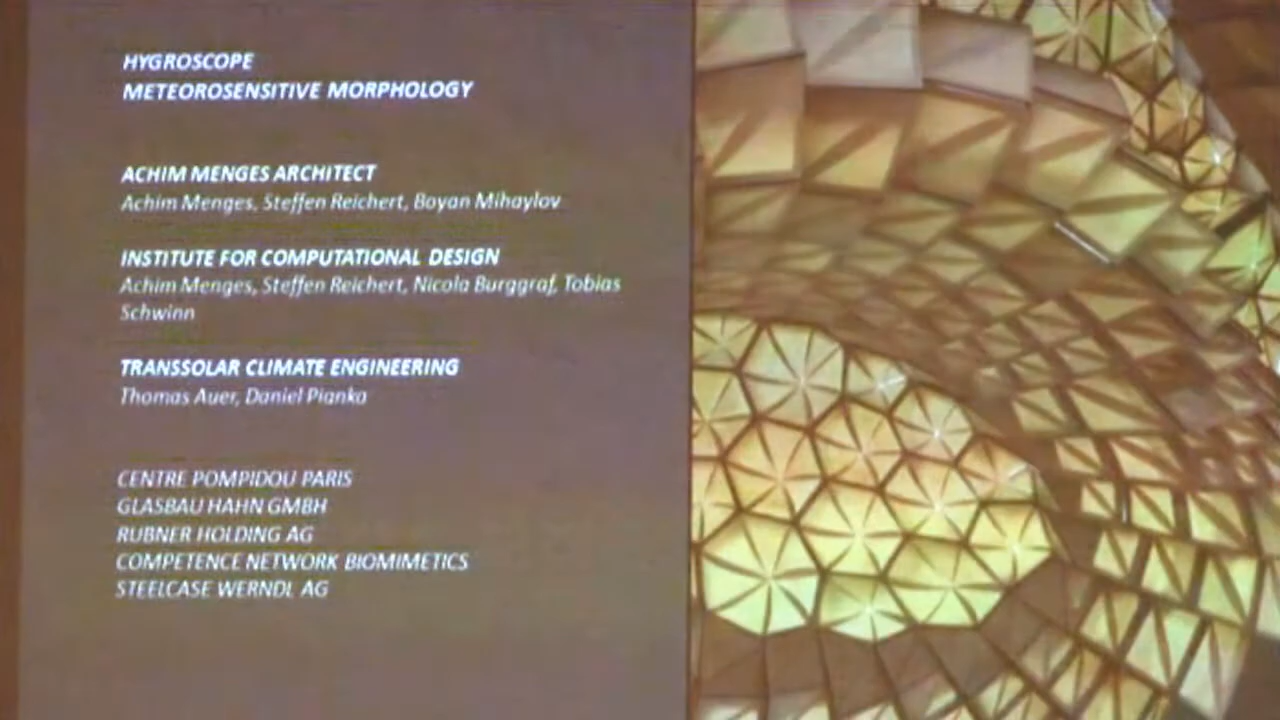 HYGROSCOPE
METEOROSENSITIVE MORPHOLOGY
ACHIM MENGES ARCHITECT
Achim Menges, Steffen Reichert, Boyan Mihaylov
INSTITUTE FOR COMPUTATIONAL DESIGN
Achim Menges, Steffen Reichert, Nicola Burggraf, Tobias
Schwinn
TRANSSOLAR CLIMATE ENGINEERING
Thomas Auer, Daniel Pianka
CENTRE POMPIDOU PARIS
GLASBAU HAHN GMBH
RUBNER HOLDING AG
COMPETENCE NETWORK BIOMIMETICS
STEELCASE WERNDL AG